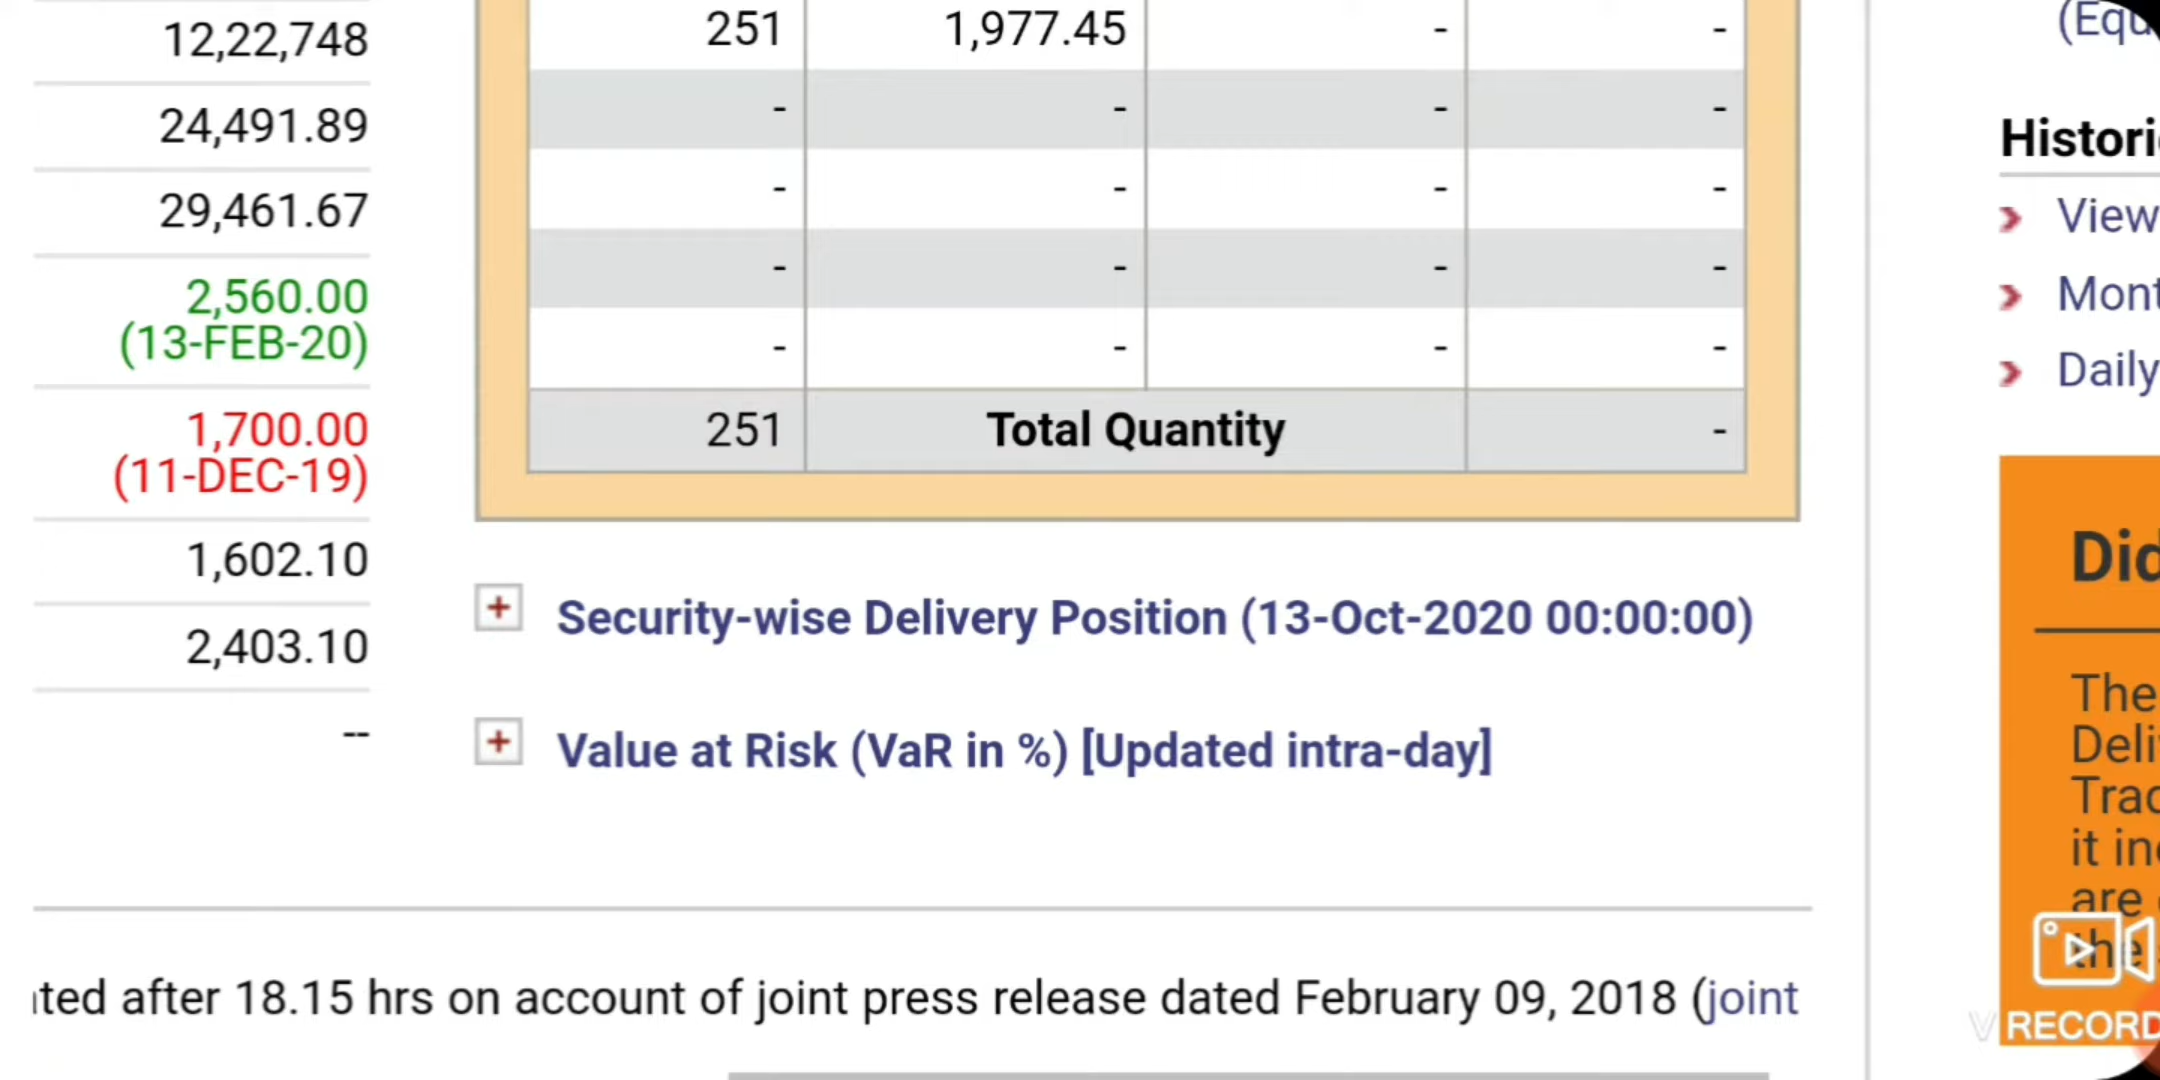 12,22,748
24,491.89
29,461.67
2,560.00
(13-FEB-20)
1,700.00
(11-DEC-19)
1,602.10
2,403.10
--
251 1,977.45 - -
- - - -
- - - -
- - - -
- - - -
251 Total Quantity -
+ Security-wise Delivery Position (13-Oct-2020 00:00:00)
+ Value at Risk (VaR in %) [Updated intra-day]
ted after 18.15 hrs on account of joint press release dated February 09, 2018 (joint
(Equ
Histori
View
Mont
Daily
Did
The
Deli
Trad
it in
are
the
V RECORD